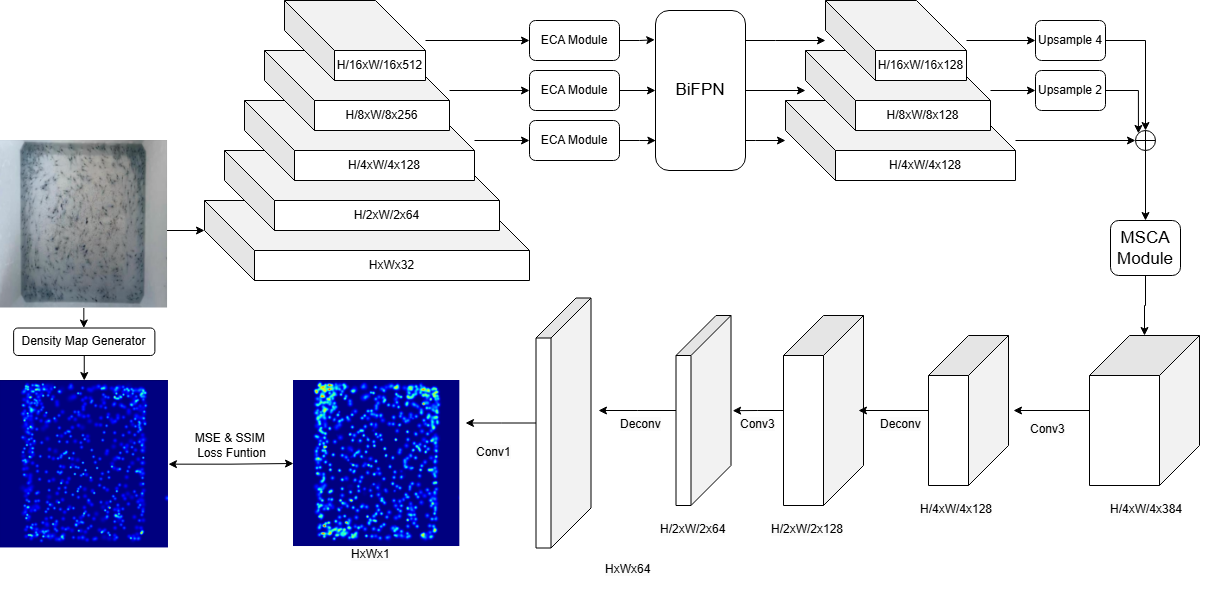 H/16xW/16x512
H/8xW/8x256
H/4xW/4x128
H/2xW/2x64
HxWx32
ECA Module
ECA Module
ECA Module
BiFPN
H/16xW/16x128
H/8xW/8x128
H/4xW/4x128
Upsample 4
Upsample 2
MSCA
Module
Density Map Generator
MSE & SSIM
Loss Funtion
HxWx1
Conv1
HxWx64
Deconv
H/2xW/2x64
Conv3
H/2xW/2x128
Deconv
H/4xW/4x128
Conv3
H/4xW/4x384